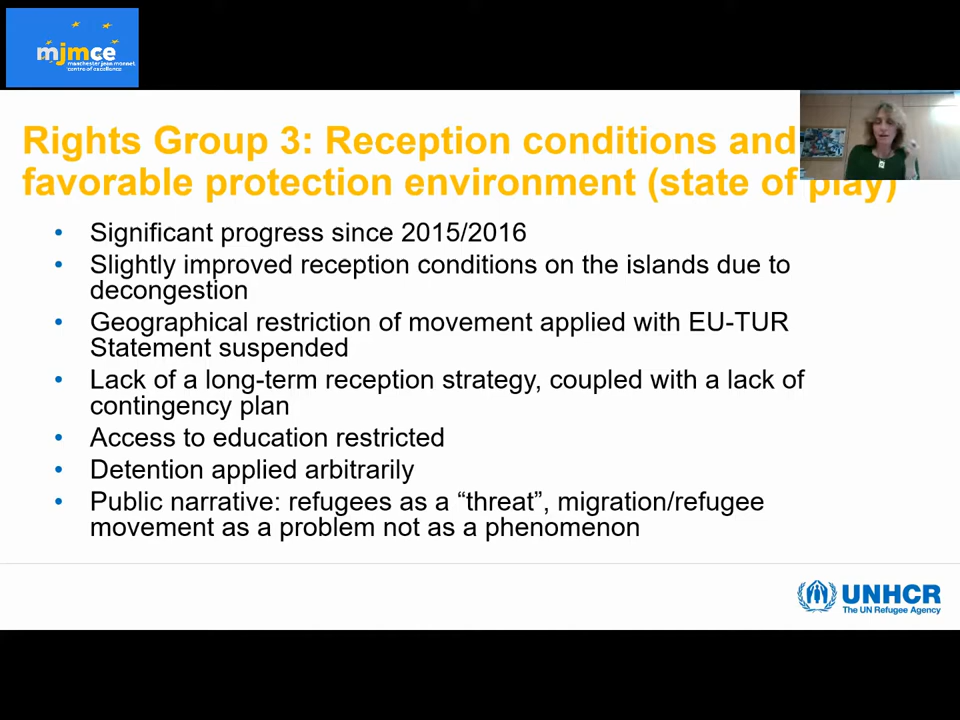 mjmce
manchester jean monnet
centre of excellence
Rights Group 3: Reception conditions and
favorable protection environment (state of play)
• Significant progress since 2015/2016
• Slightly improved reception conditions on the islands due to
decongestion
• Geographical restriction of movement applied with EU-TUR
Statement suspended
• Lack of a long-term reception strategy, coupled with a lack of
contingency plan
• Access to education restricted
• Detention applied arbitrarily
• Public narrative: refugees as a “threat”, migration/refugee
movement as a problem not as a phenomenon
UNHCR
The UN Refugee Agency